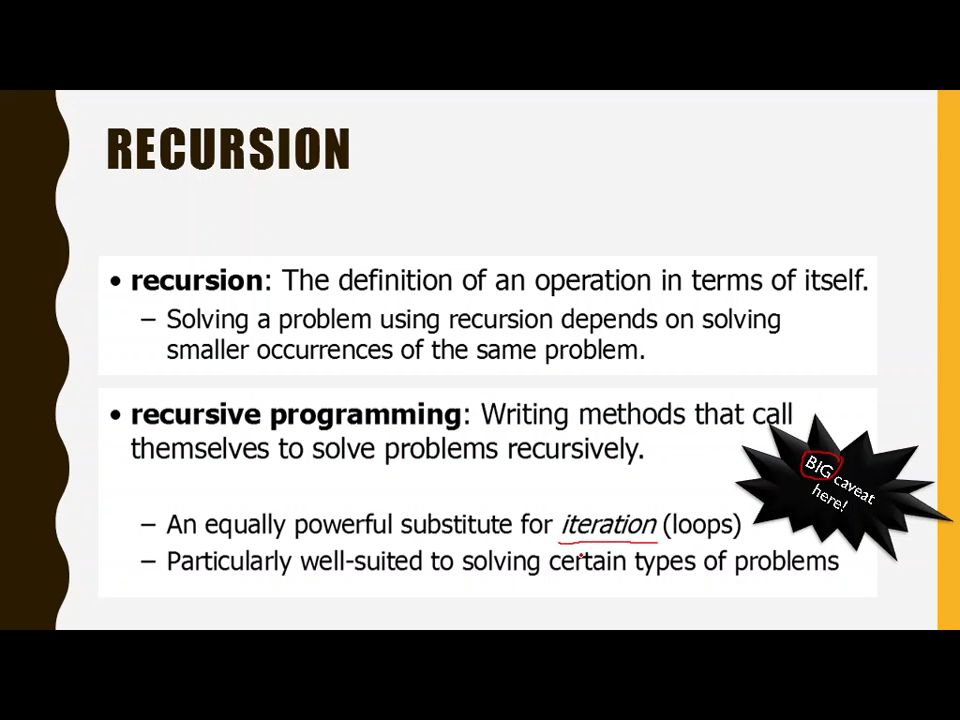 RECURSION
• recursion: The definition of an operation in terms of itself.
– Solving a problem using recursion depends on solving
smaller occurrences of the same problem.
• recursive programming: Writing methods that call
themselves to solve problems recursively.
BIG caveat
here!
– An equally powerful substitute for iteration (loops)
– Particularly well-suited to solving certain types of problems